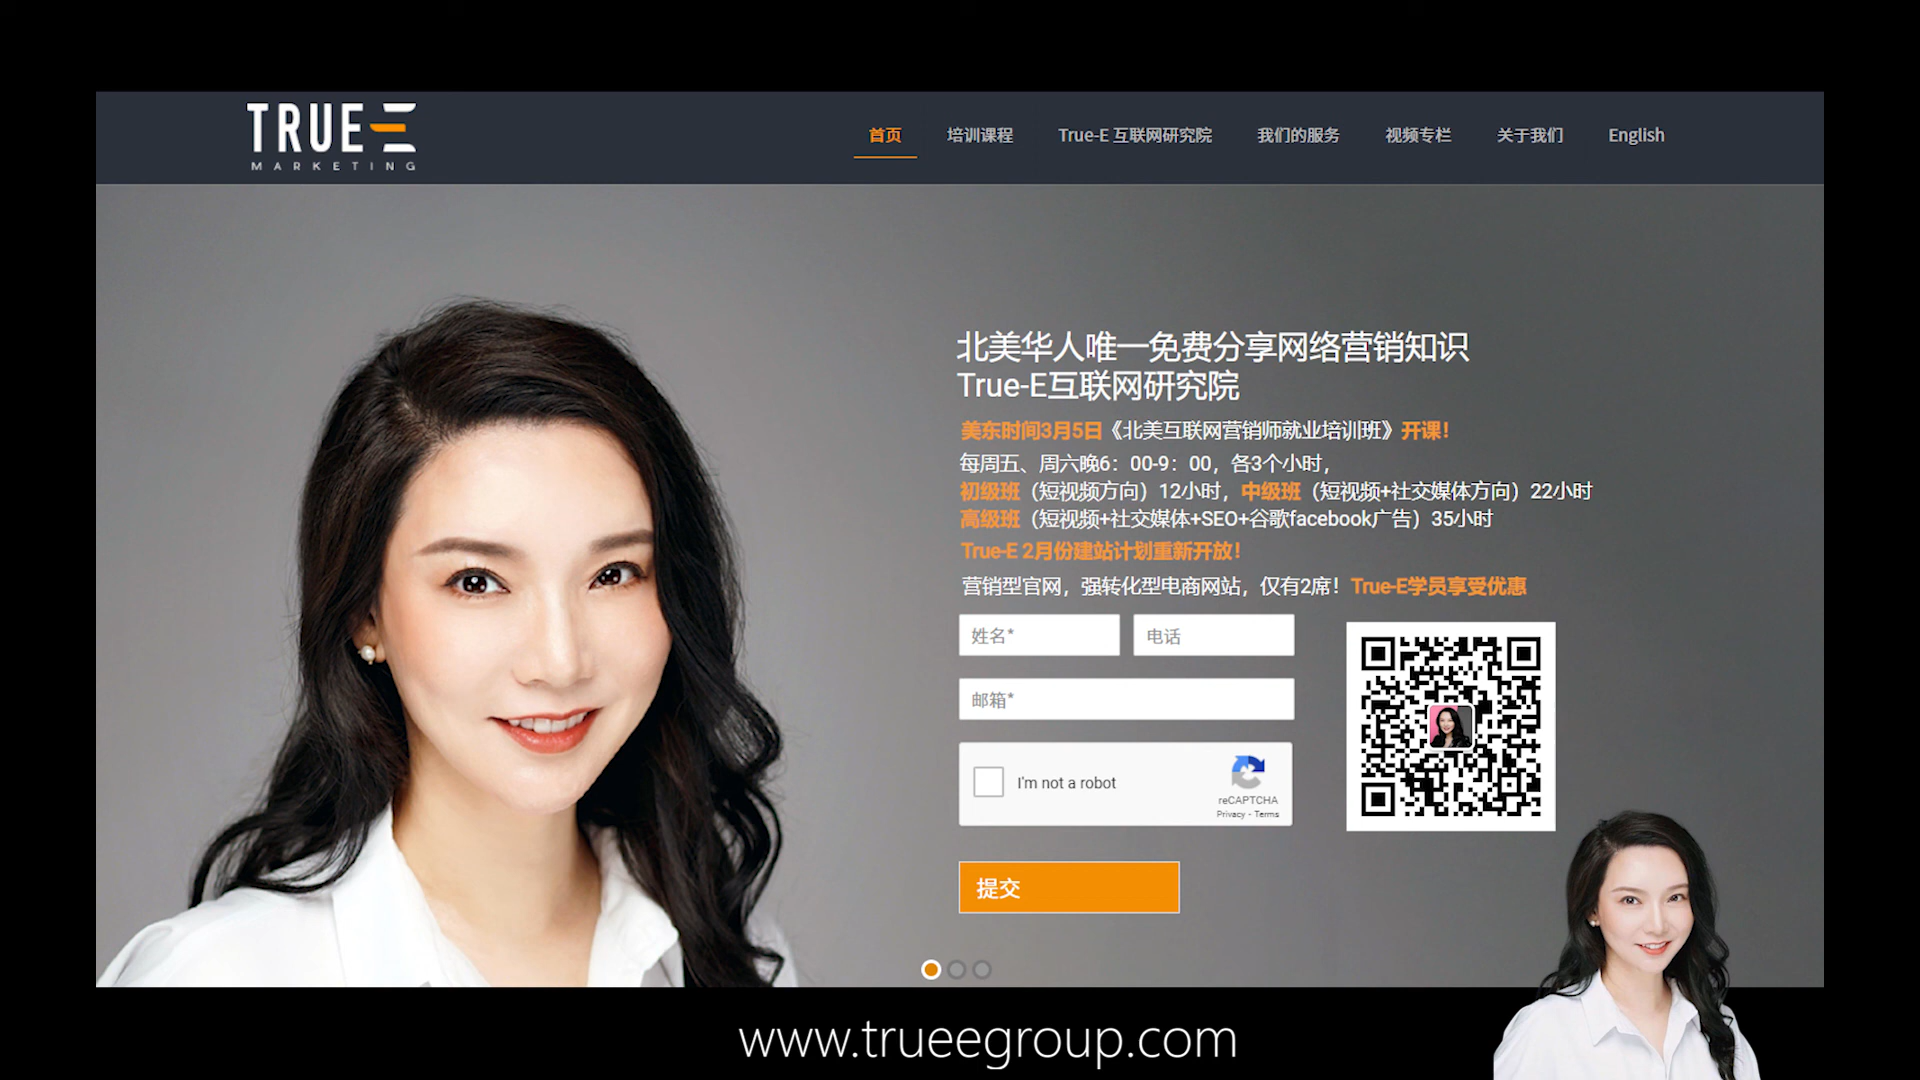 TRUE-E
MARKETING
首页 培训课程 True-E 互联网研究院 我们的服务 视频专栏 关于我们 English
北美华人唯一免费分享网络营销知识
True-E互联网研究院
美东时间3月5日《北美互联网营销师就业培训班》开课！
每周五、周六晚6：00-9：00，各3个小时，
初级班（短视频方向）12小时，中级班（短视频+社交媒体方向）22小时
高级班（短视频+社交媒体+SEO+谷歌facebook广告）35小时
True-E 2月份建站计划重新开放！
营销型官网，强转化型电商网站，仅有2席！True-E学员享受优惠
姓名* 电话
邮箱*
I'm not a robot
reCAPTCHA
Privacy - Terms
提交
www.trueegroup.com